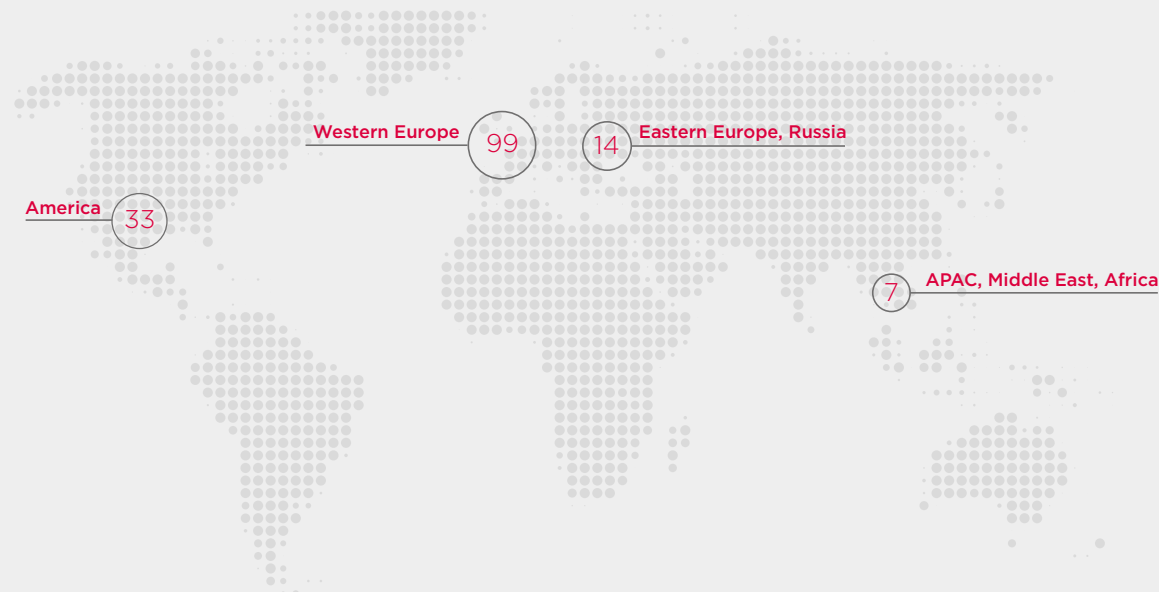 Western Europe
99
14
Eastern Europe, Russia
America
33
7
APAC, Middle East, Africa